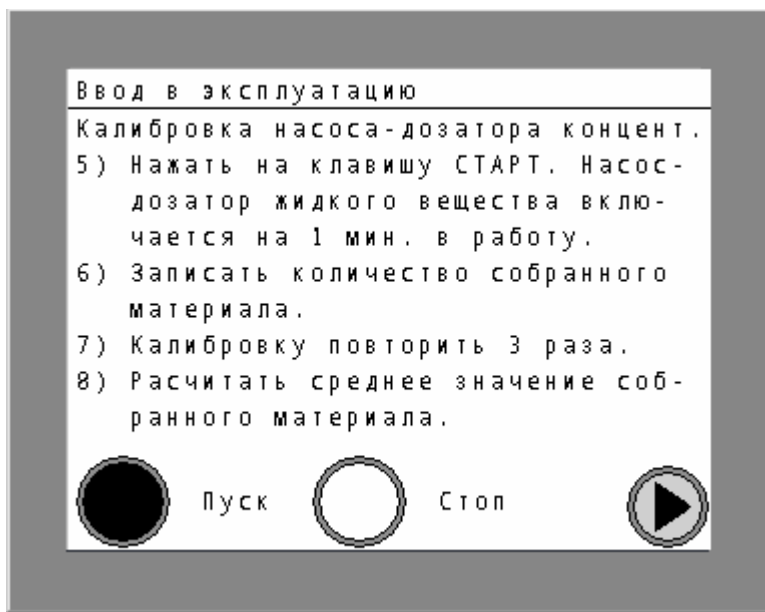 Ввод в эксплуатацию
Калибровка насоса-дозатора концент.
5) Нажать на клавишу СТАРТ. Насос-
дозатор жидкого вещества вклю-
чается на 1 мин. в работу.
6) Записать количество собранного
материала.
7) Калибровку повторить 3 раза.
8) Расчитать среднее значение соб-
ранного материала.
Пуск Стоп